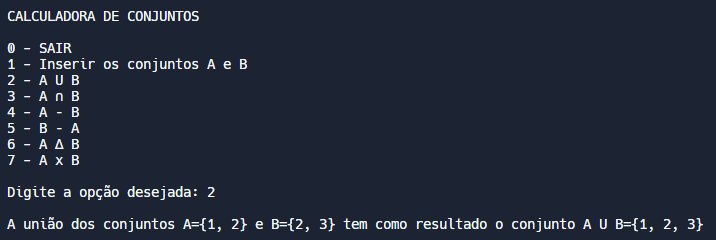 CALCULADORA DE CONJUNTOS
0 - SAIR
1 - Inserir os conjuntos A e B
2 - A U B
3 - A ∩ B
4 - A - B
5 - B - A
6 - A Δ B
7 - A x B
Digite a opção desejada: 2
A união dos conjuntos A={1, 2} e B={2, 3} tem como resultado o conjunto A U B={1, 2, 3}